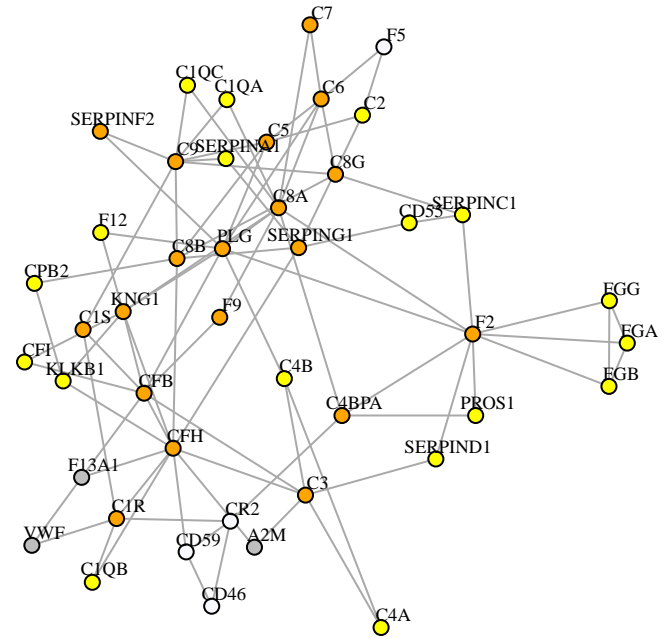 C7
F5
C1QC
C1QA
C6
C2
SERPINF2
C5
C9
SERPINA1
C8G
C8A
SERPINC1
CD55
F12
PLG
SERPING1
C8B
CPB2
KNG1
F9
C1S
F2
FGG
FGA
CFI
KLKB1
CFB
C4B
FGB
C4BPA
PROS1
CFH
SERPIND1
F13A1
C3
C1R
CR2
VWF
CD59
A2M
C1QB
CD46
C4A